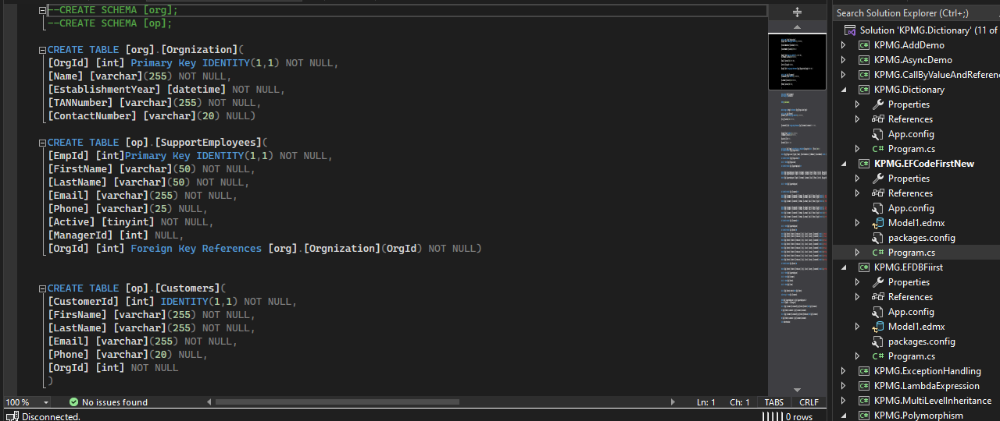 --CREATE SCHEMA [org];
--CREATE SCHEMA [op];
CREATE TABLE [org].[Orgnization](
[OrgId] [int] Primary Key IDENTITY(1,1) NOT NULL,
[Name] [varchar](255) NOT NULL,
[EstablishmentYear] [datetime] NOT NULL,
[TANNumber] [varchar](255) NOT NULL,
[ContactNumber] [varchar](20) NULL)
CREATE TABLE [op].[SupportEmployees](
[EmpId] [int]Primary Key IDENTITY(1,1) NOT NULL,
[FirstName] [varchar](50) NOT NULL,
[LastName] [varchar](50) NOT NULL,
[Email] [varchar](255) NOT NULL,
[Phone] [varchar](25) NULL,
[Active] [tinyint] NOT NULL,
[ManagerId] [int] NULL,
[OrgId] [int] Foreign Key References [org].[Orgnization](OrgId) NOT NULL)
CREATE TABLE [op].[Customers](
[CustomerId] [int] IDENTITY(1,1) NOT NULL,
[FirsName] [varchar](255) NOT NULL,
[LastName] [varchar](255) NOT NULL,
[Email] [varchar](255) NOT NULL,
[Phone] [varchar](20) NULL,
[OrgId] [int] NOT NULL
)
100 %
No issues found
Ln: 1
Ch: 1
TABS
CRLF
Disconnected.
0 rows
Search Solution Explorer (Ctrl+;)
Solution 'KPMG.Dictionary' (11 of
KPMG.AddDemo
KPMG.AsyncDemo
KPMG.CallByValueAndReference
KPMG.Dictionary
Properties
References
App.config
C# Program.cs
KPMG.EFCodeFirstNew
Properties
References
App.config
Model1.edmx
packages.config
C# Program.cs
KPMG.EFDBFiirst
Properties
References
App.config
Model1.edmx
packages.config
C# Program.cs
KPMG.ExceptionHandling
KPMG.LambdaExpression
KPMG.MultiLevelInheritance
KPMG.Polymorphism